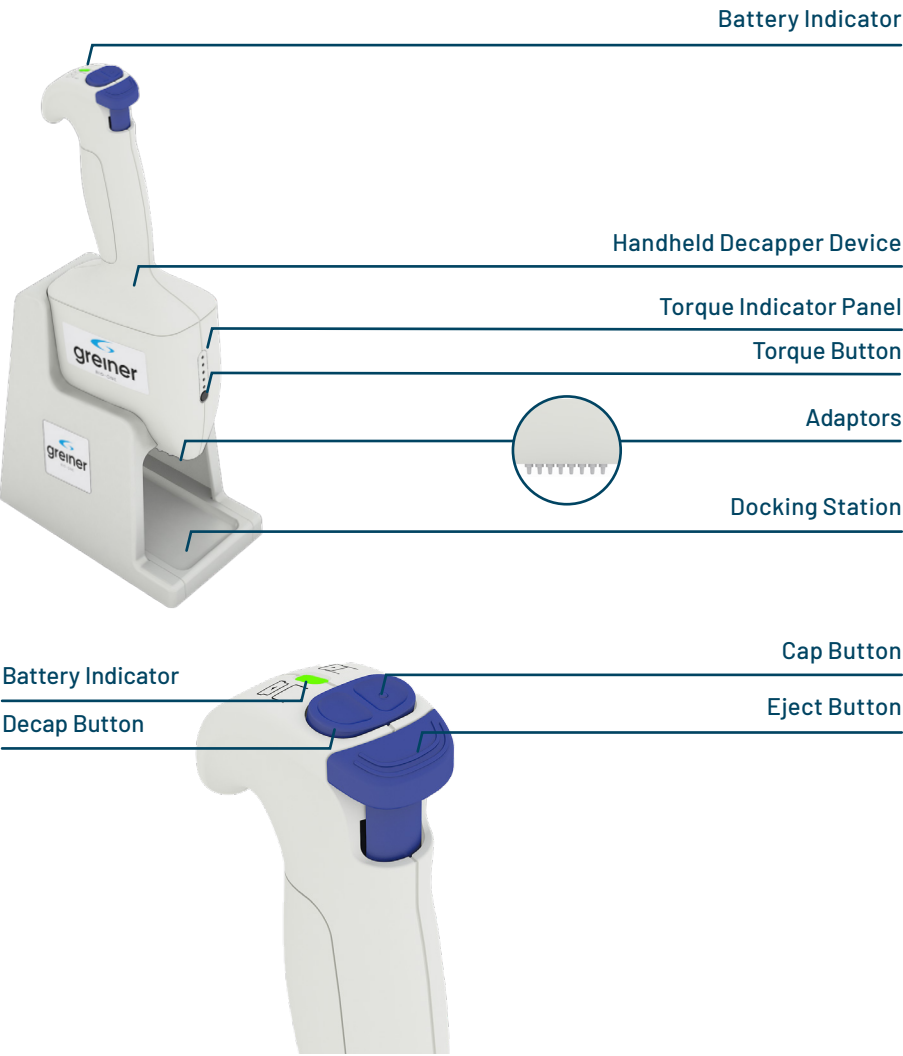 Battery Indicator
Handheld Decapper Device
Torque Indicator Panel
greiner
Torque Button
Adaptors
greiner
Docking Station
Cap Button
Battery Indicator
Eject Button
Decap Button